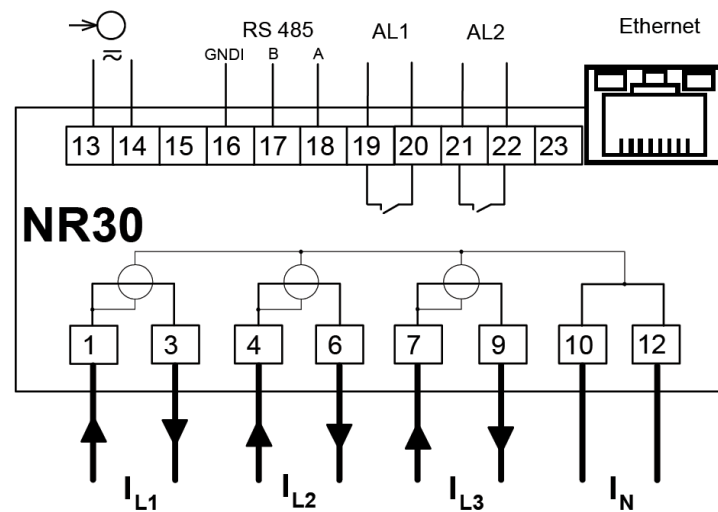 RS 485 AL1 AL2 Ethernet
GNDI B A
13 14 15 16 17 18 19 20 21 22 23
NR30
1 3 4 6 7 9 10 12
IL1 IL2 IL3 IN